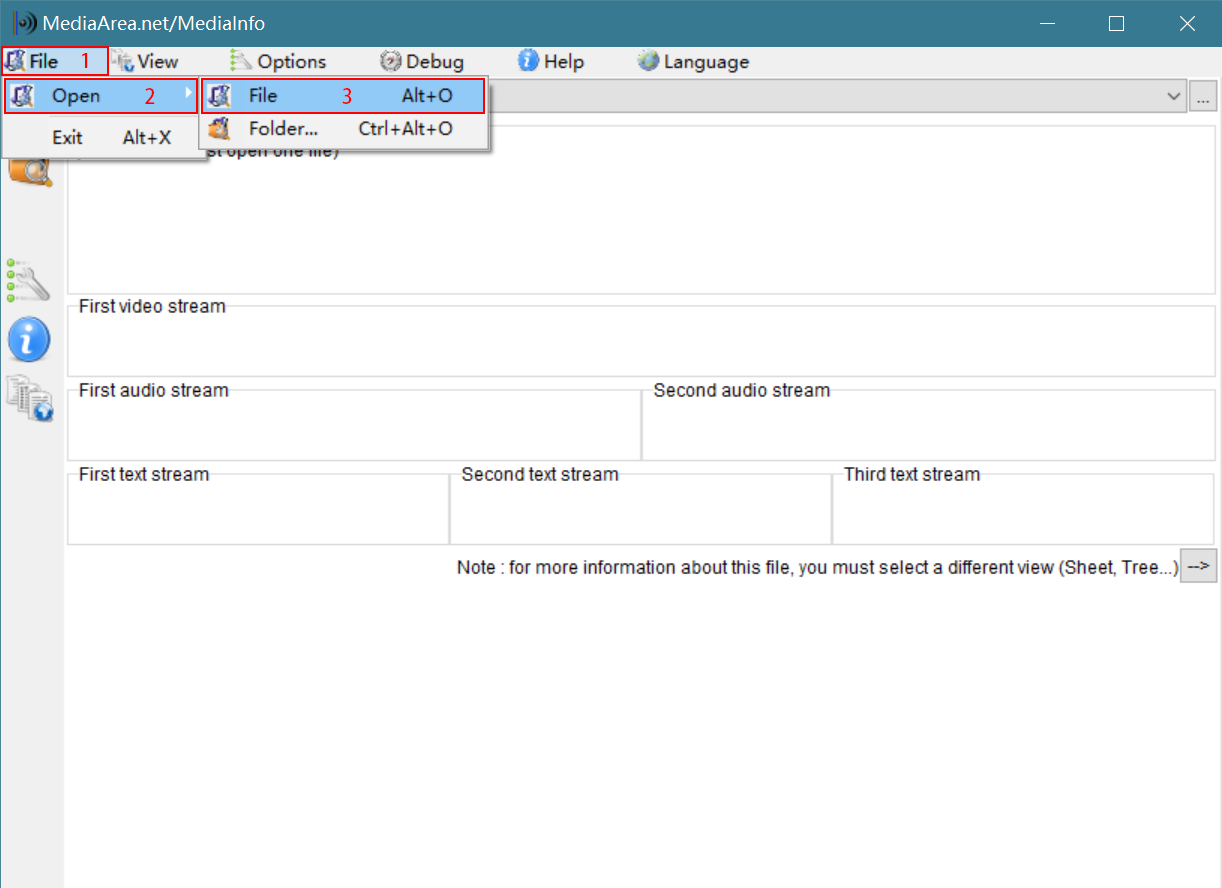 MediaArea.net/MediaInfo
File 1 View Options Debug Help Language
Open 2 File 3 Alt+O ...
Exit Alt+X Folder... Ctrl+Alt+O
open one file)
First video stream
First audio stream Second audio stream
First text stream Second text stream Third text stream
Note : for more information about this file, you must select a different view (Sheet, Tree...) -->